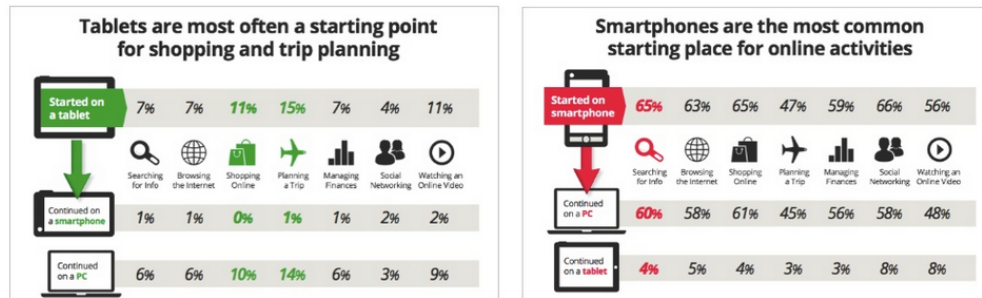 Tablets are most often a starting point
for shopping and trip planning
Started on
a tablet
7% 7% 11% 15% 7% 4% 11%
Searching
for Info
Browsing
the Internet
Shopping
Online
Planning
a Trip
Managing
Finances
Social
Networking
Watching an
Online Video
Continued on
a smartphone
1% 1% 0% 1% 1% 2% 2%
Continued
on a PC
6% 6% 10% 14% 6% 3% 9%
Smartphones are the most common
starting place for online activities
Started on
smartphone
65% 63% 65% 47% 59% 66% 56%
Searching
for Info
Browsing
the Internet
Shopping
Online
Planning
a Trip
Managing
Finances
Social
Networking
Watching an
Online Video
Continued
on a PC
60% 58% 61% 45% 56% 58% 48%
Continued
on a tablet
4% 5% 4% 3% 3% 8% 8%